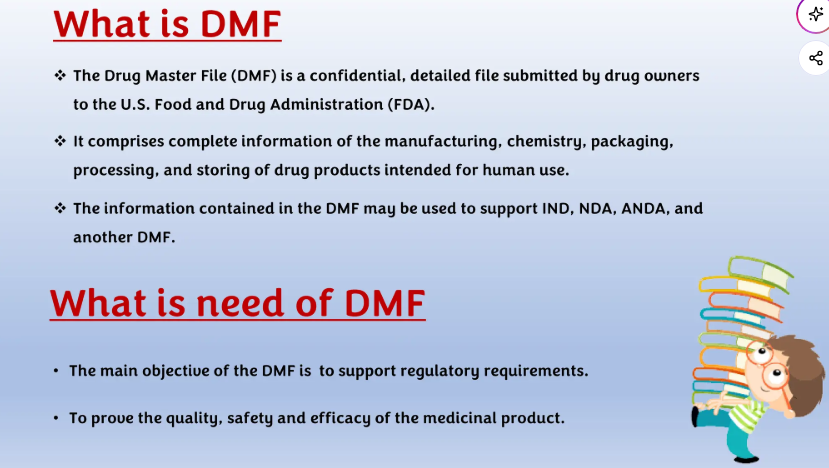 What is DMF
❖ The Drug Master File (DMF) is a confidential, detailed file submitted by drug owners
to the U.S. Food and Drug Administration (FDA).
❖ It comprises complete information of the manufacturing, chemistry, packaging,
processing, and storing of drug products intended for human use.
❖ The information contained in the DMF may be used to support IND, NDA, ANDA, and
another DMF.
What is need of DMF
• The main objective of the DMF is to support regulatory requirements.
• To prove the quality, safety and efficacy of the medicinal product.